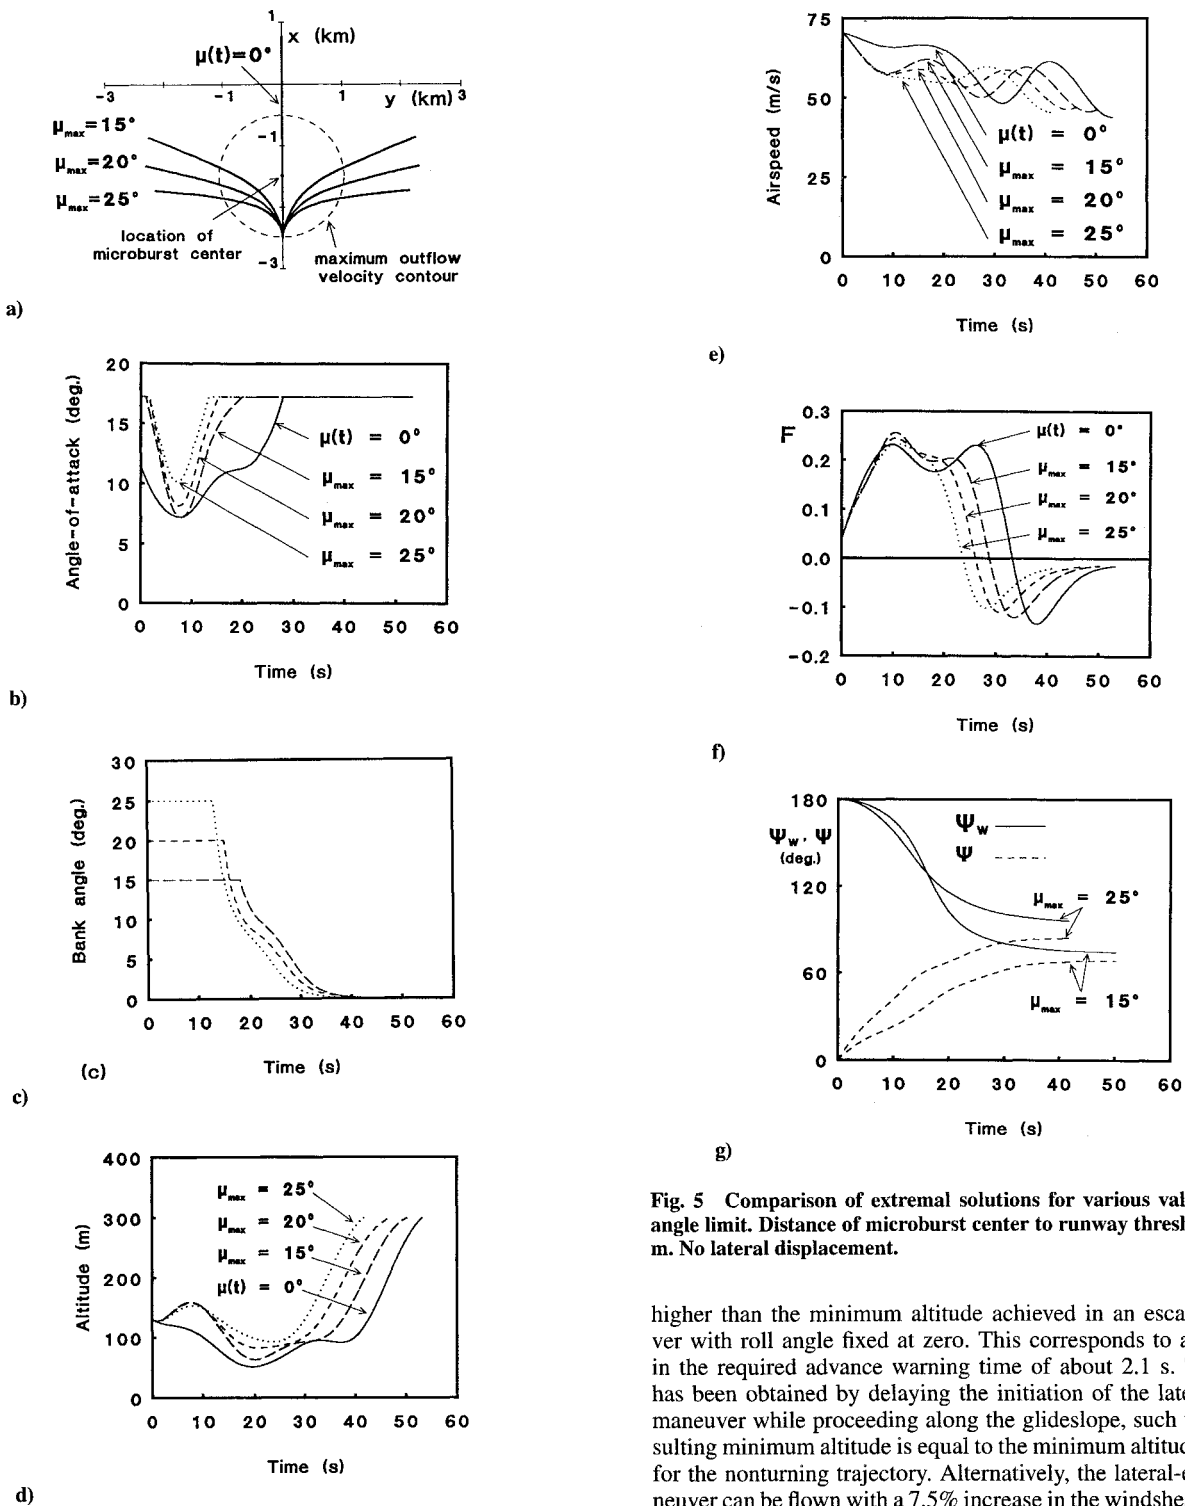 1
x (km)
μ(t)=0°
-3
-1
1
y (km)
3
μmax=15°
-1
μmax=20°
μmax=25°
location of
microburst center
-3
maximum outflow
velocity contour
a)
20
15
10
5
0
Angle-of-attack (deg.)
μ(t) = 0°
μmax = 15°
μmax = 20°
μmax = 25°
0 10 20 30 40 50 60
Time (s)
b)
30
25
20
15
10
5
0
Bank angle (deg.)
0 10 20 30 40 50 60
(c)
Time (s)
c)
400
300
200
100
0
Altitude (m)
μmax = 25°
μmax = 20°
μmax = 15°
μ(t) = 0°
0 10 20 30 40 50 60
Time (s)
d)
75
50
25
0
Airspeed (m/s)
μ(t) = 0°
μmax = 15°
μmax = 20°
μmax = 25°
0 10 20 30 40 50 60
Time (s)
e)
0.3
F
0.2
0.1
0.0
-0.1
-0.2
μ(t) = 0°
μmax = 15°
μmax = 20°
μmax = 25°
0 10 20 30 40 50 60
Time (s)
f)
180
Ψw, Ψ
(deg.)
120
60
0
Ψw
Ψ
μmax = 25°
μmax = 15°
0 10 20 30 40 50 60
Time (s)
g)
Fig. 5 Comparison of extremal solutions for various val
angle limit. Distance of microburst center to runway thresh
m. No lateral displacement.
higher than the minimum altitude achieved in an esca
ver with roll angle fixed at zero. This corresponds to a
in the required advance warning time of about 2.1 s.
has been obtained by delaying the initiation of the late
maneuver while proceeding along the glideslope, such
sulting minimum altitude is equal to the minimum altitud
for the nonturning trajectory. Alternatively, the lateral-e
neuver can be flown with a 7.5% increase in the windshe